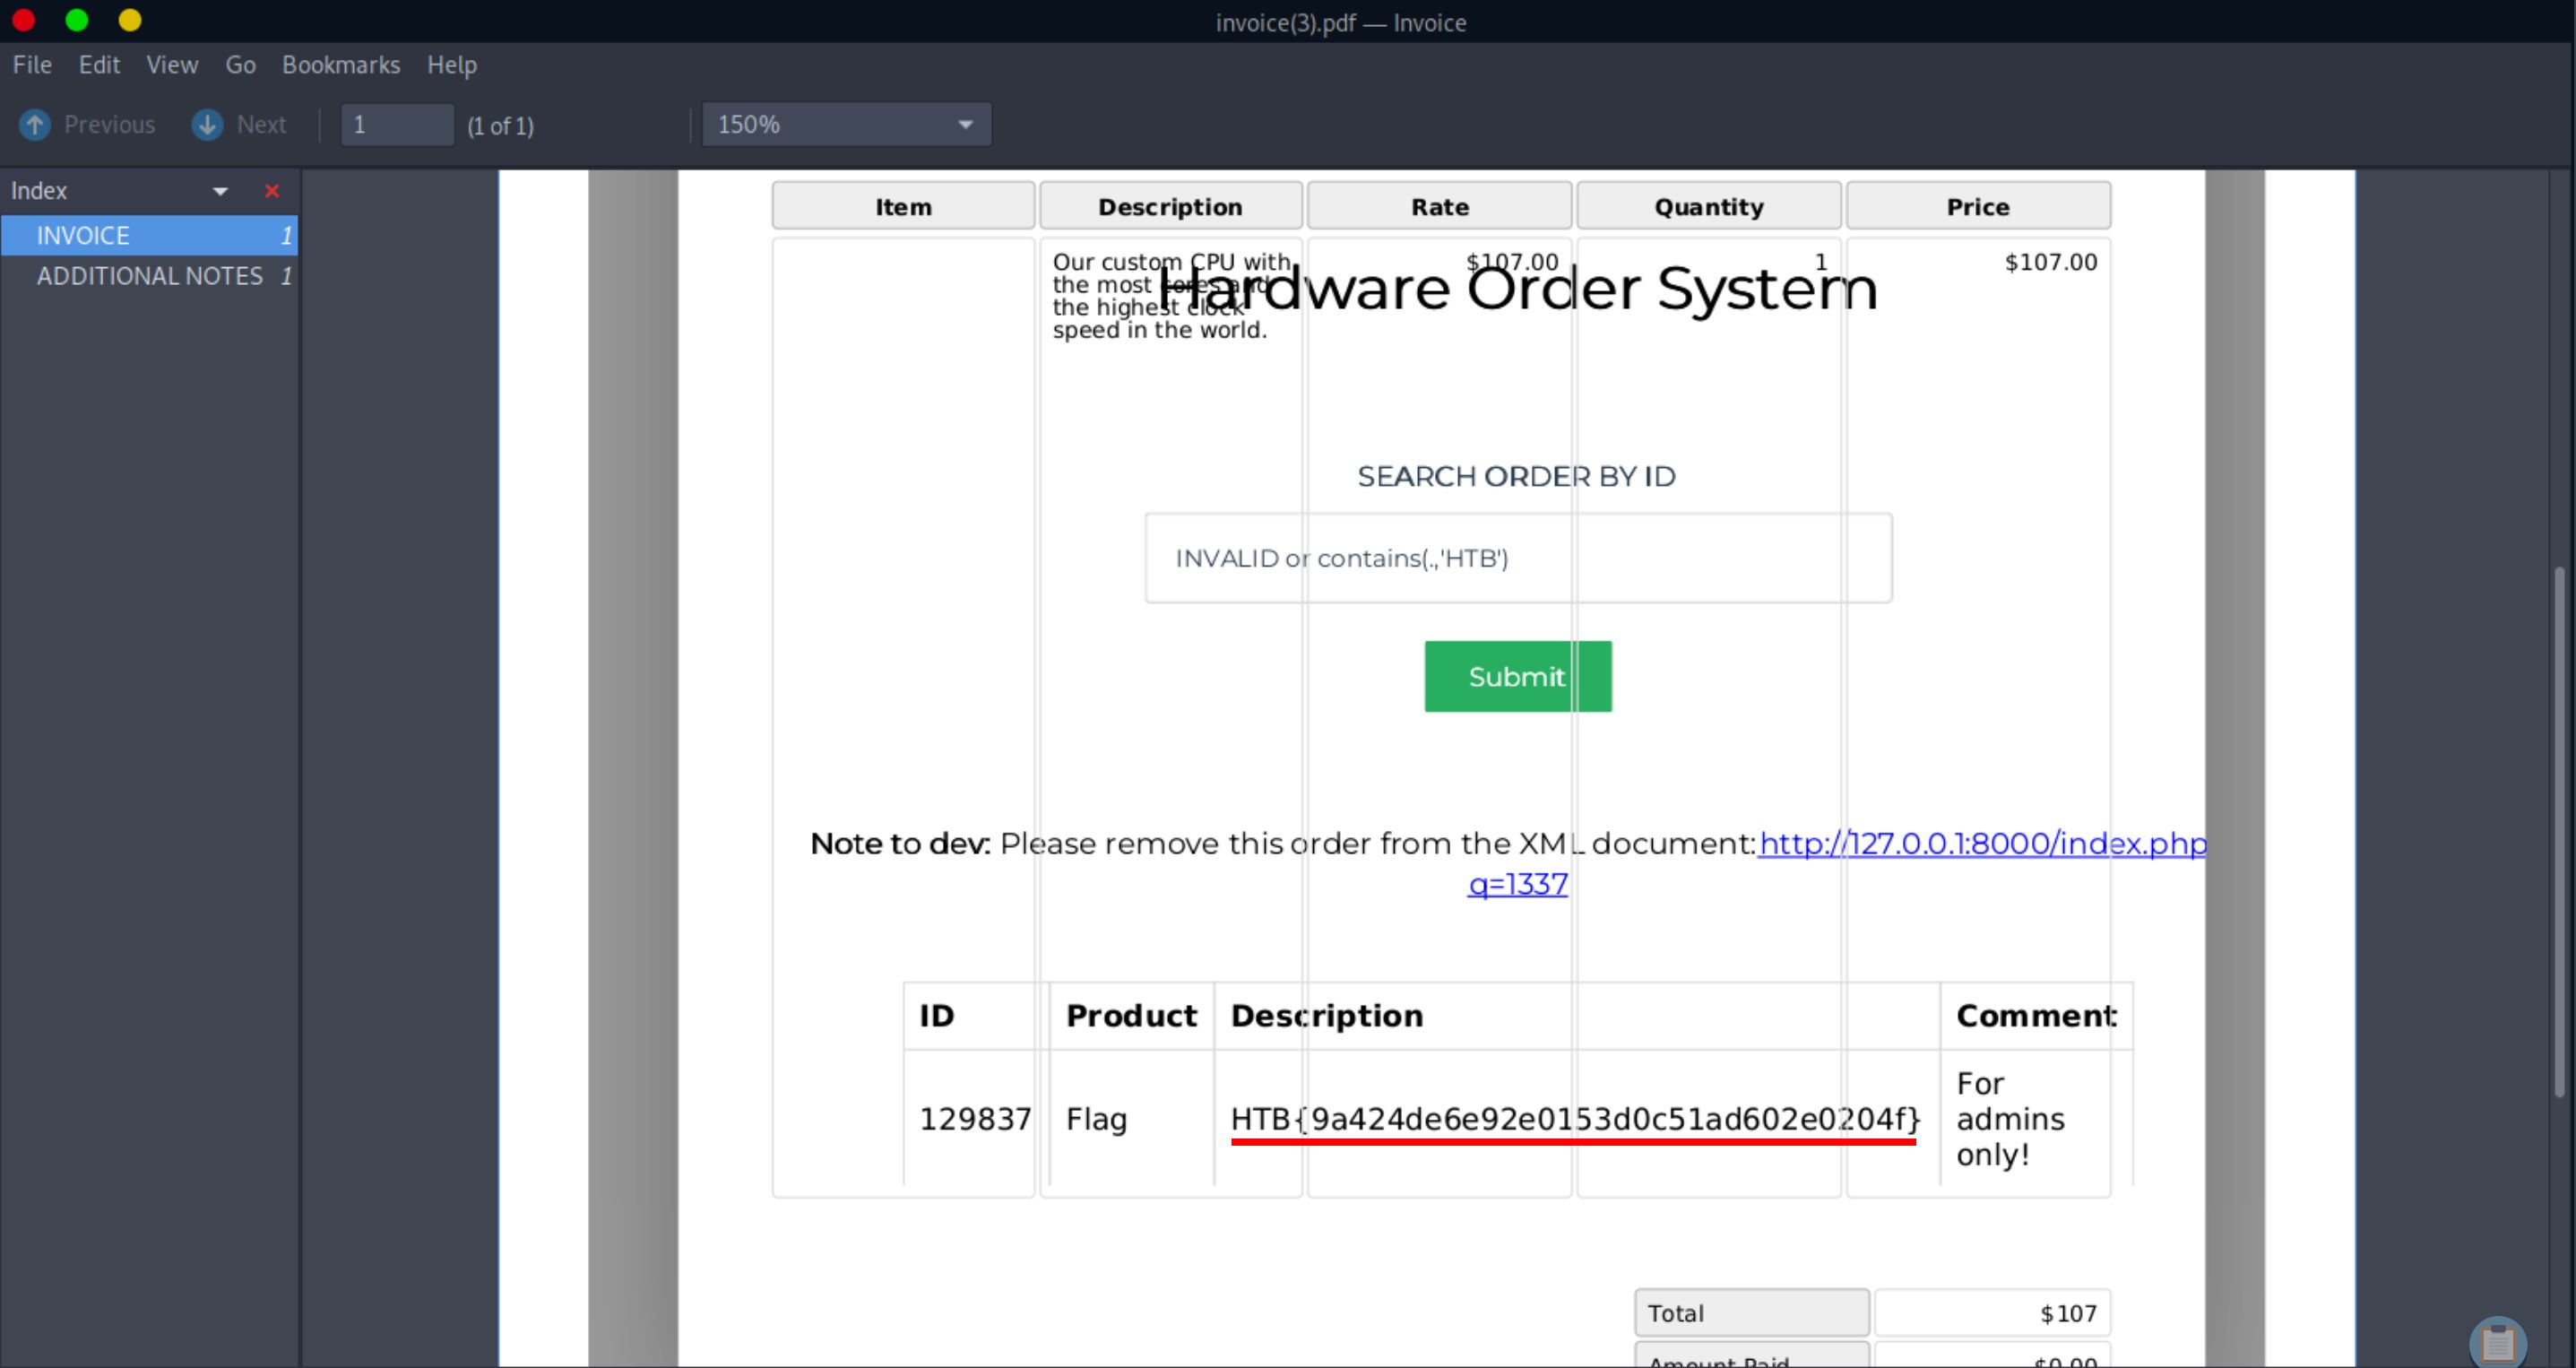 invoice(3).pdf — Invoice
File Edit View Go Bookmarks Help
Previous Next 1 (1 of 1) 150%
Index
INVOICE 1
ADDITIONAL NOTES 1
Item Description Rate Quantity Price
Our custom CPU with $107.00 1 $107.00
the most cores and
the highest clock
speed in the world.
Hardware Order System
SEARCH ORDER BY ID
INVALID or contains(.,'HTB')
Submit
Note to dev: Please remove this order from the XML document:http://127.0.0.1:8000/index.php
q=1337
ID Product Description Comment
129837 Flag HTB{9a424de6e92e0153d0c51ad602e0204f} For
admins
only!
Total $107
Amount Paid $0.00